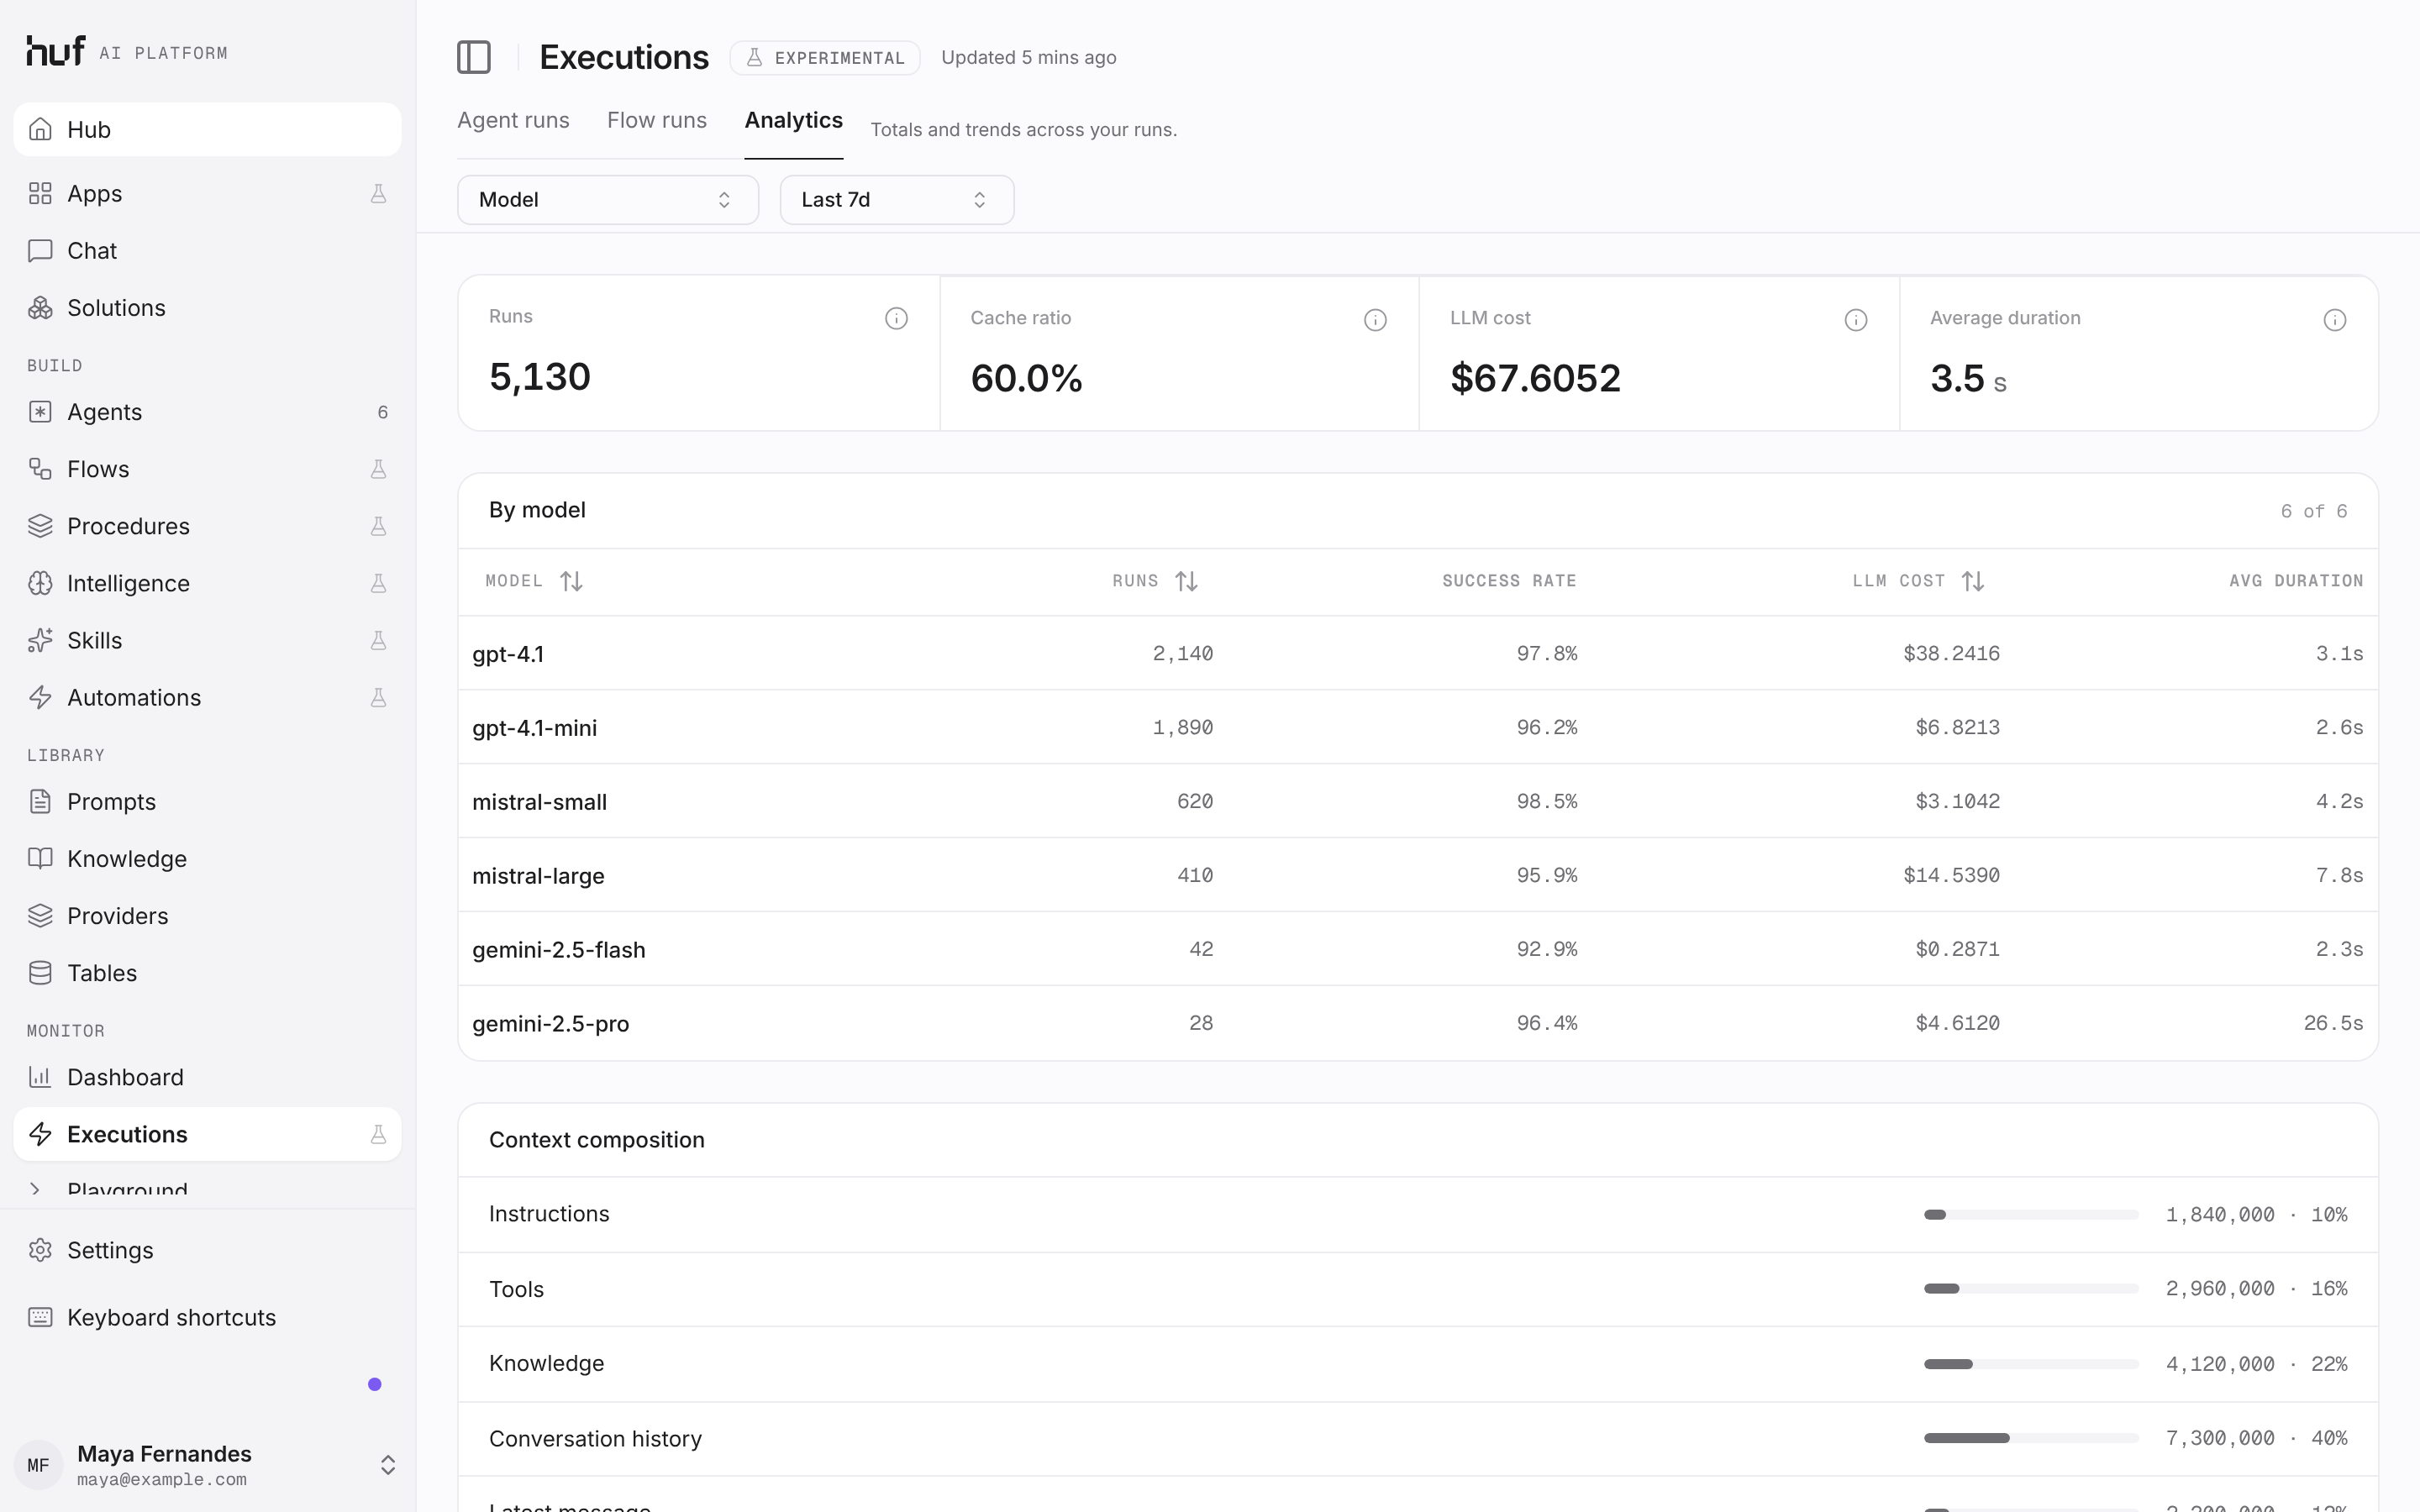 huf AI PLATFORM
Hub
Apps
Chat
Solutions
BUILD
Agents 6
Flows
Procedures
Intelligence
Skills
Automations
LIBRARY
Prompts
Knowledge
Providers
Tables
MONITOR
Dashboard
Executions
Playground
Settings
Keyboard shortcuts
MF
Maya Fernandes
maya@example.com
Executions EXPERIMENTAL Updated 5 mins ago
Agent runs Flow runs Analytics Totals and trends across your runs.
Model Last 7d
Runs Cache ratio LLM cost Average duration
5,130 60.0% $67.6052 3.5 s
By model 6 of 6
MODEL RUNS SUCCESS RATE LLM COST AVG DURATION
gpt-4.1 2,140 97.8% $38.2416 3.1s
gpt-4.1-mini 1,890 96.2% $6.8213 2.6s
mistral-small 620 98.5% $3.1042 4.2s
mistral-large 410 95.9% $14.5390 7.8s
gemini-2.5-flash 42 92.9% $0.2871 2.3s
gemini-2.5-pro 28 96.4% $4.6120 26.5s
Context composition
Instructions 1,840,000 · 10%
Tools 2,960,000 · 16%
Knowledge 4,120,000 · 22%
Conversation history 7,300,000 · 40%
Latest message